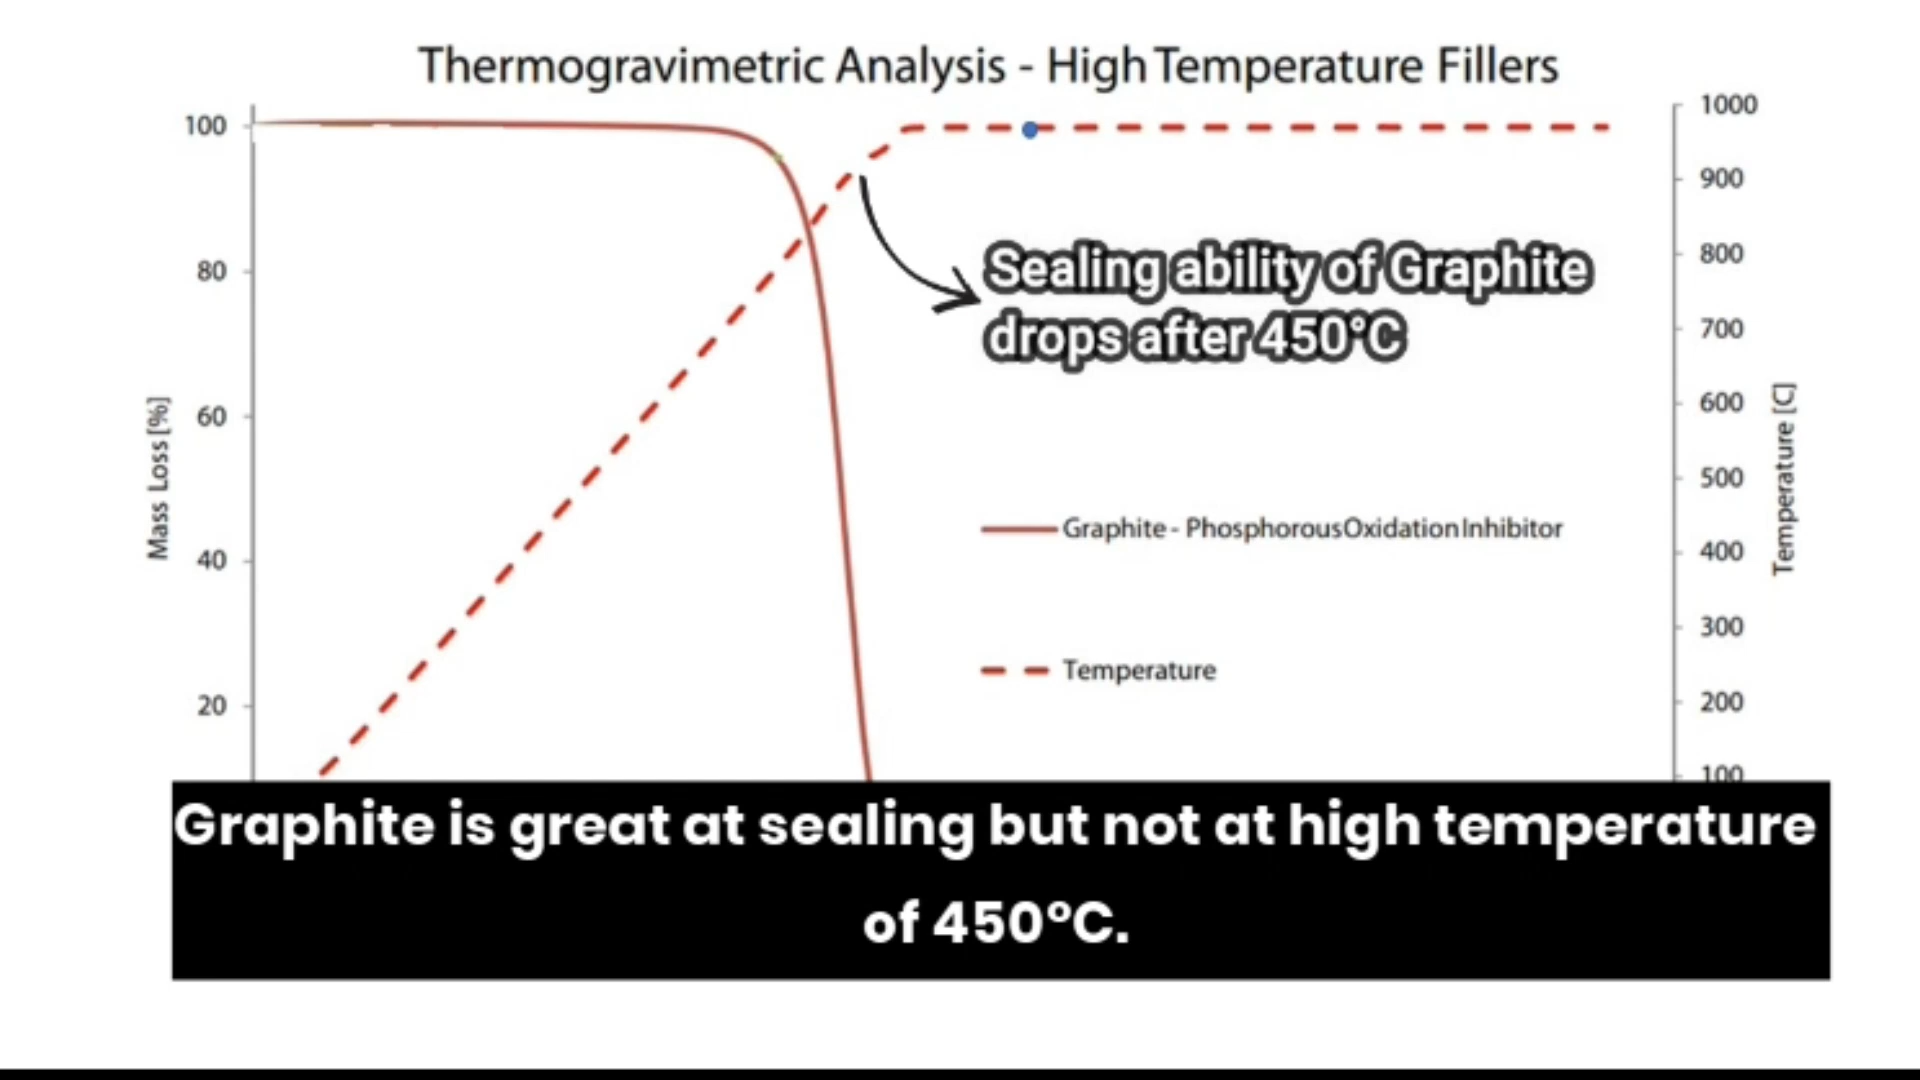 Thermogravimetric Analysis - High Temperature Fillers
100
80
60
40
20
Mass Loss [%]
1000
900
800
700
600
500
400
300
200
100
Temperature [C]
Sealing ability of Graphite
drops after 450°C
Graphite - Phosphorous Oxidation Inhibitor
Temperature
Graphite is great at sealing but not at high temperature
of 450°C.